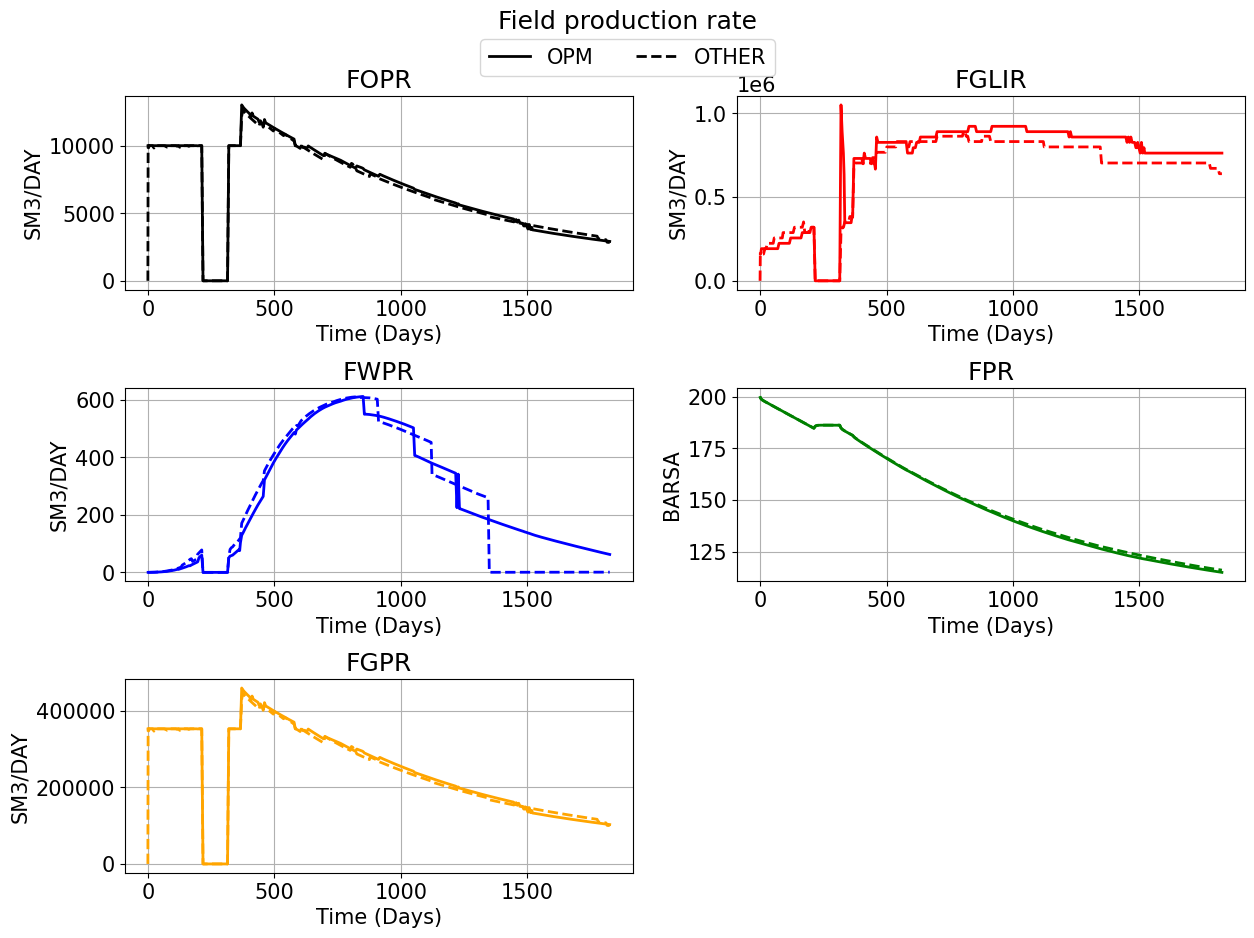 Field production rate
OPM OTHER
FOPR
SM3/DAY
10000
5000
0
0 500 1000 1500
Time (Days)
FGLIR
1e6
SM3/DAY
1.0
0.5
0.0
0 500 1000 1500
Time (Days)
FWPR
SM3/DAY
600
400
200
0
0 500 1000 1500
Time (Days)
FPR
BARSA
200
175
150
125
0 500 1000 1500
Time (Days)
FGPR
SM3/DAY
400000
200000
0
0 500 1000 1500
Time (Days)